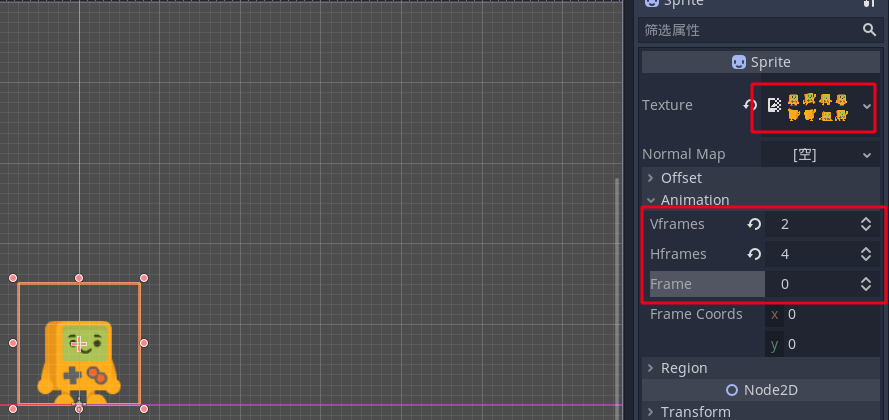 Sprite
筛选属性
Sprite
Texture
Normal Map [空]
Offset
Animation
Vframes 2
Hframes 4
Frame 0
Frame Coords x 0
y 0
Region
Node2D
Transform